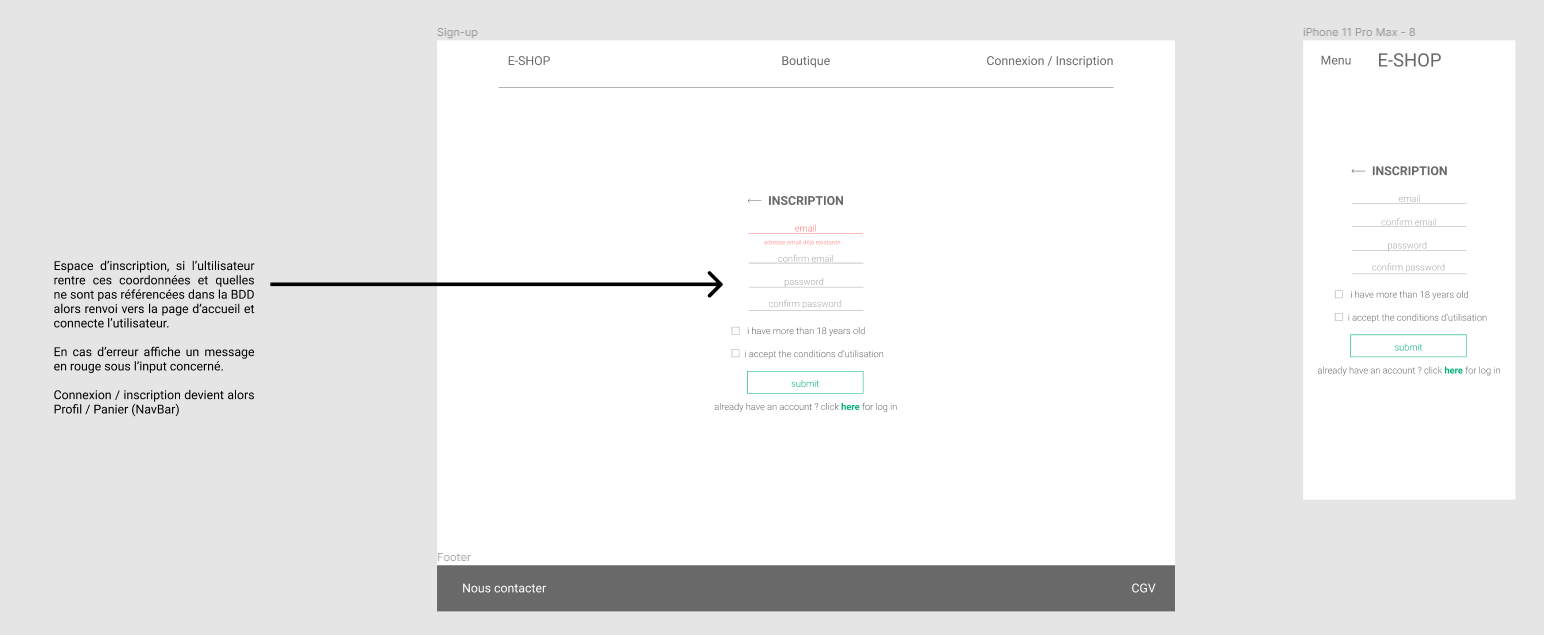 Sign-up
iPhone 11 Pro Max - 8
E-SHOP
Boutique
Connexion / Inscription
Menu
E-SHOP
Espace d'inscription, si l'ultilisateur
rentre ces coordonnées et quelles
ne sont pas référencées dans la BDD
alors renvoi vers la page d'accueil et
connecte l'utilisateur.
En cas d'erreur affiche un message
en rouge sous l'input concerné.
Connexion / inscription devient alors
Profil / Panier (NavBar)
← INSCRIPTION
email
adresse email déjà existante
confirm email
password
confirm password
i have more than 18 years old
i accept the conditions d'utilisation
submit
already have an account ? click here for log in
← INSCRIPTION
email
confirm email
password
confirm password
i have more than 18 years old
i accept the conditions d'utilisation
submit
already have an account ? click here for log in
Footer
Nous contacter
CGV